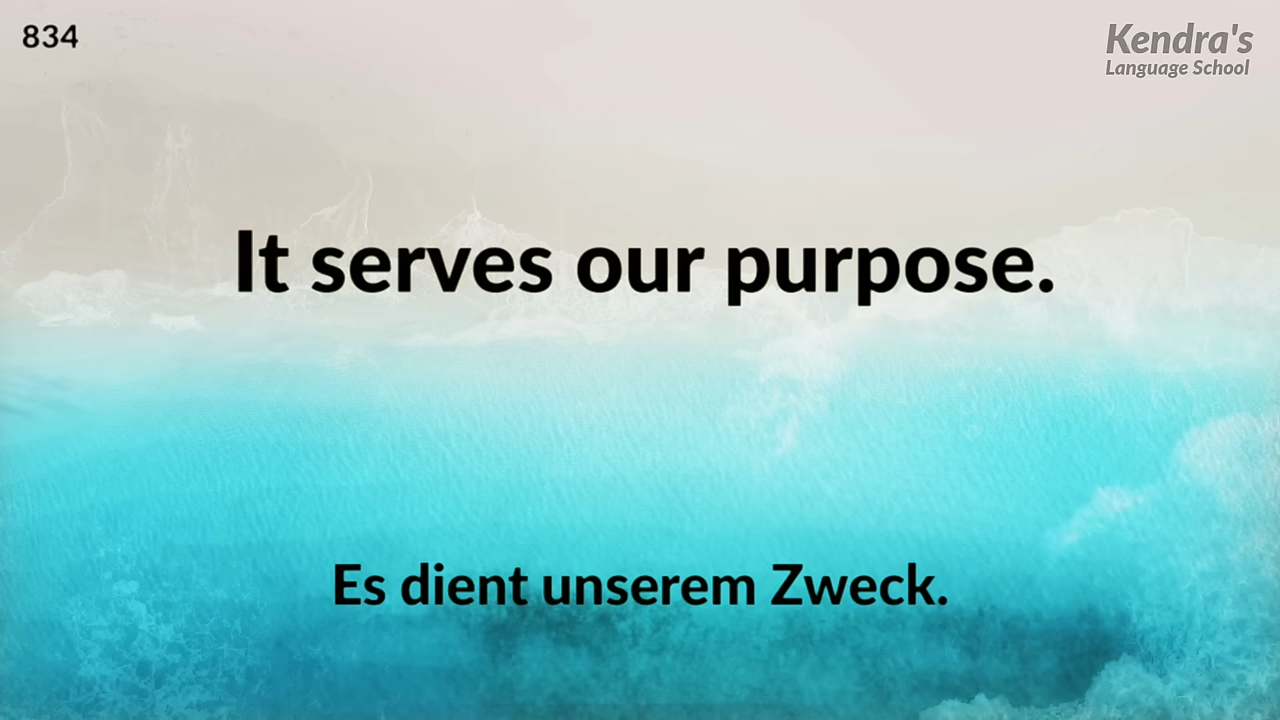 834
Kendra's
Language School
It serves our purpose.
Es dient unserem Zweck.